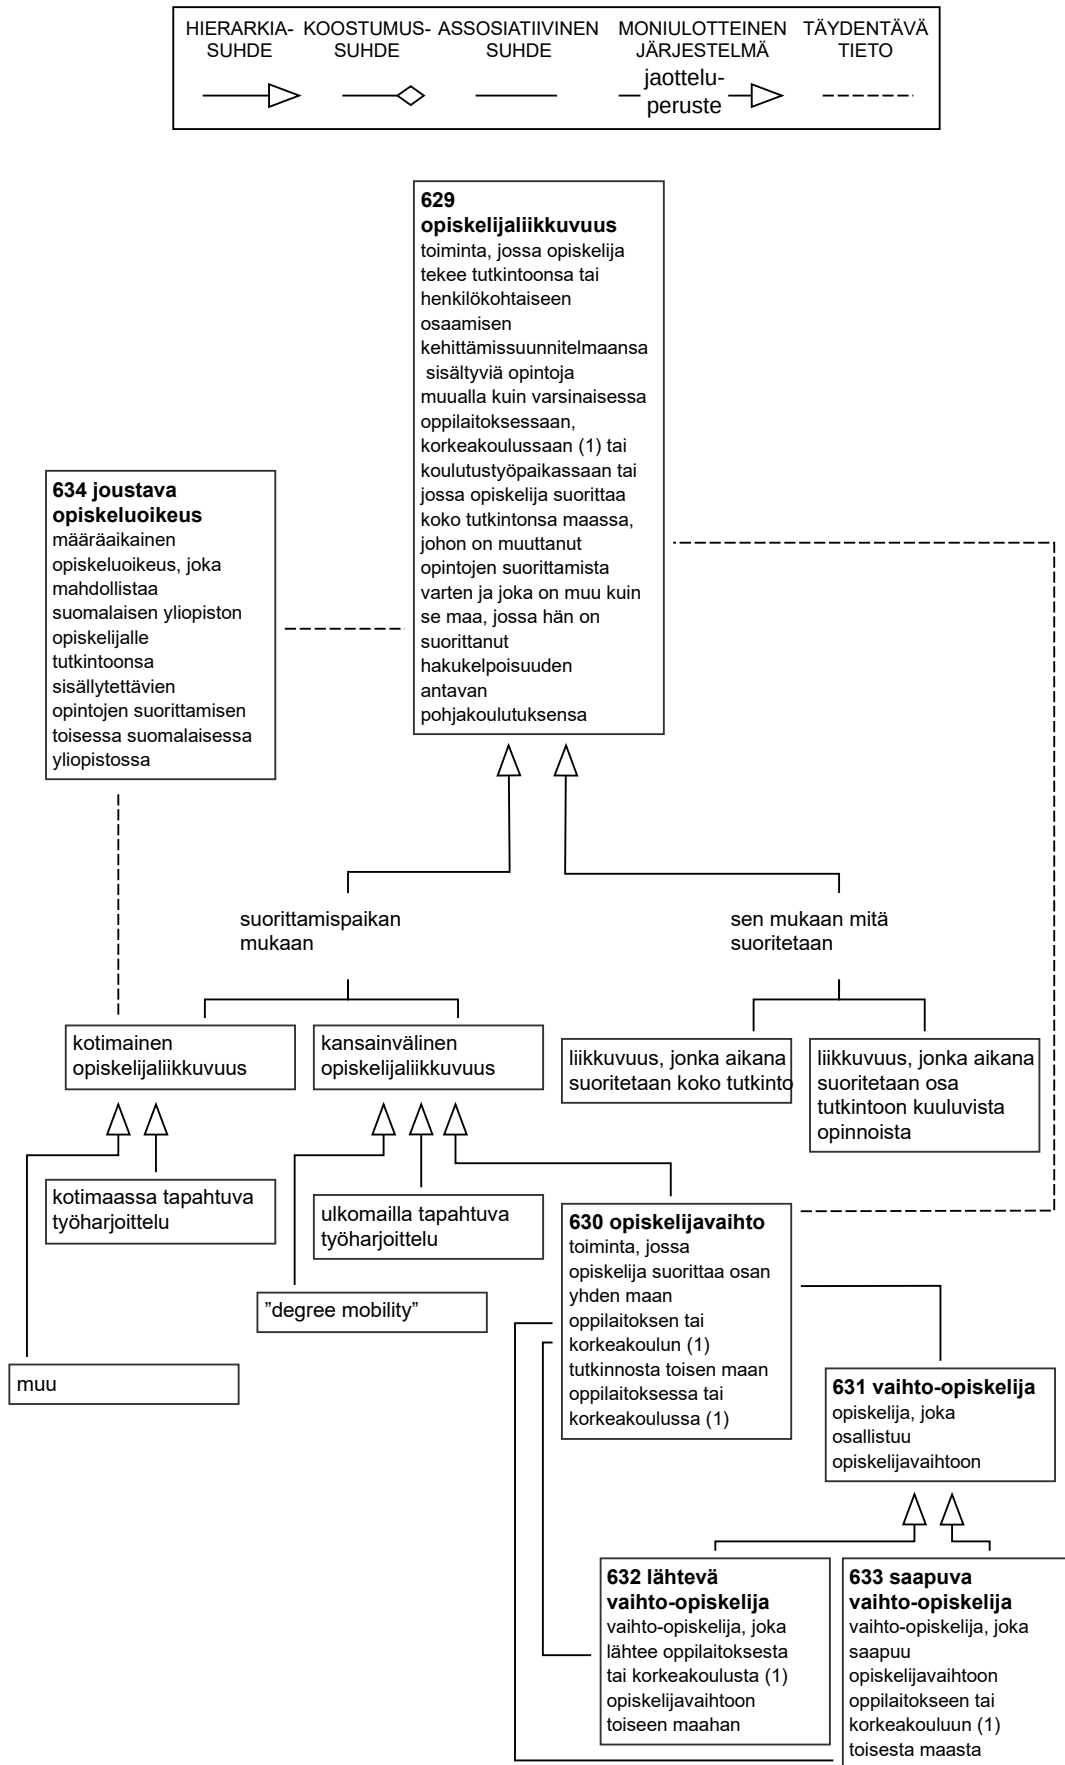 HIERARKIA-
SUHDE
KOOSTUMUS-
SUHDE
ASSOSIATIIVINEN
SUHDE
MONIULOTTEINEN
JÄRJESTELMÄ
jaottelu-
peruste
TÄYDENTÄVÄ
TIETO
629
opiskelijaliikkuvuus
toiminta, jossa opiskelija
tekee tutkintoonsa tai
henkilökohtaiseen
osaamisen
kehittämissuunnitelmaansa
sisältyviä opintoja
muualla kuin varsinaisessa
oppilaitoksessaan,
korkeakoulussaan (1) tai
koulutustyöpaikassaan tai
jossa opiskelija suorittaa
koko tutkintonsa maassa,
johon on muuttanut
opintojen suorittamista
varten ja joka on muu kuin
se maa, jossa hän on
suorittanut
hakukelpoisuuden
antavan
pohjakoulutuksensa
634 joustava
opiskeluoikeus
määräaikainen
opiskeluoikeus, joka
mahdollistaa
suomalaisen yliopiston
opiskelijalle
tutkintoonsa
sisällytettävien
opintojen suorittamisen
toisessa suomalaisessa
yliopistossa
suorittamispaikan
mukaan
sen mukaan mitä
suoritetaan
kotimainen
opiskelijaliikkuvuus
kansainvälinen
opiskelijaliikkuvuus
liikkuvuus, jonka aikana
suoritetaan koko tutkinto
liikkuvuus, jonka aikana
suoritetaan osa
tutkintoon kuuluvista
opinnoista
kotimaassa tapahtuva
työharjoittelu
ulkomailla tapahtuva
työharjoittelu
630 opiskelijavaihto
toiminta, jossa
opiskelija suorittaa osan
yhden maan
oppilaitoksen tai
korkeakoulun (1)
tutkinnosta toisen maan
oppilaitoksessa tai
korkeakoulussa (1)
”degree mobility”
muu
631 vaihto-opiskelija
opiskelija, joka
osallistuu
opiskelijavaihtoon
632 lähtevä
vaihto-opiskelija
vaihto-opiskelija, joka
lähtee oppilaitoksesta
tai korkeakoulusta (1)
opiskelijavaihtoon
toiseen maahan
633 saapuva
vaihto-opiskelija
vaihto-opiskelija, joka
saapuu
opiskelijavaihtoon
oppilaitokseen tai
korkeakouluun (1)
toisesta maasta